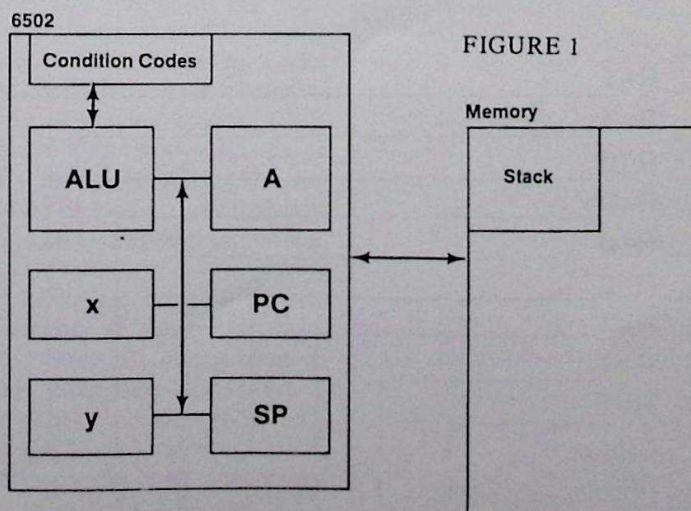 6502
FIGURE 1
Condition Codes
Memory
ALU
A
Stack
x
PC
y
SP